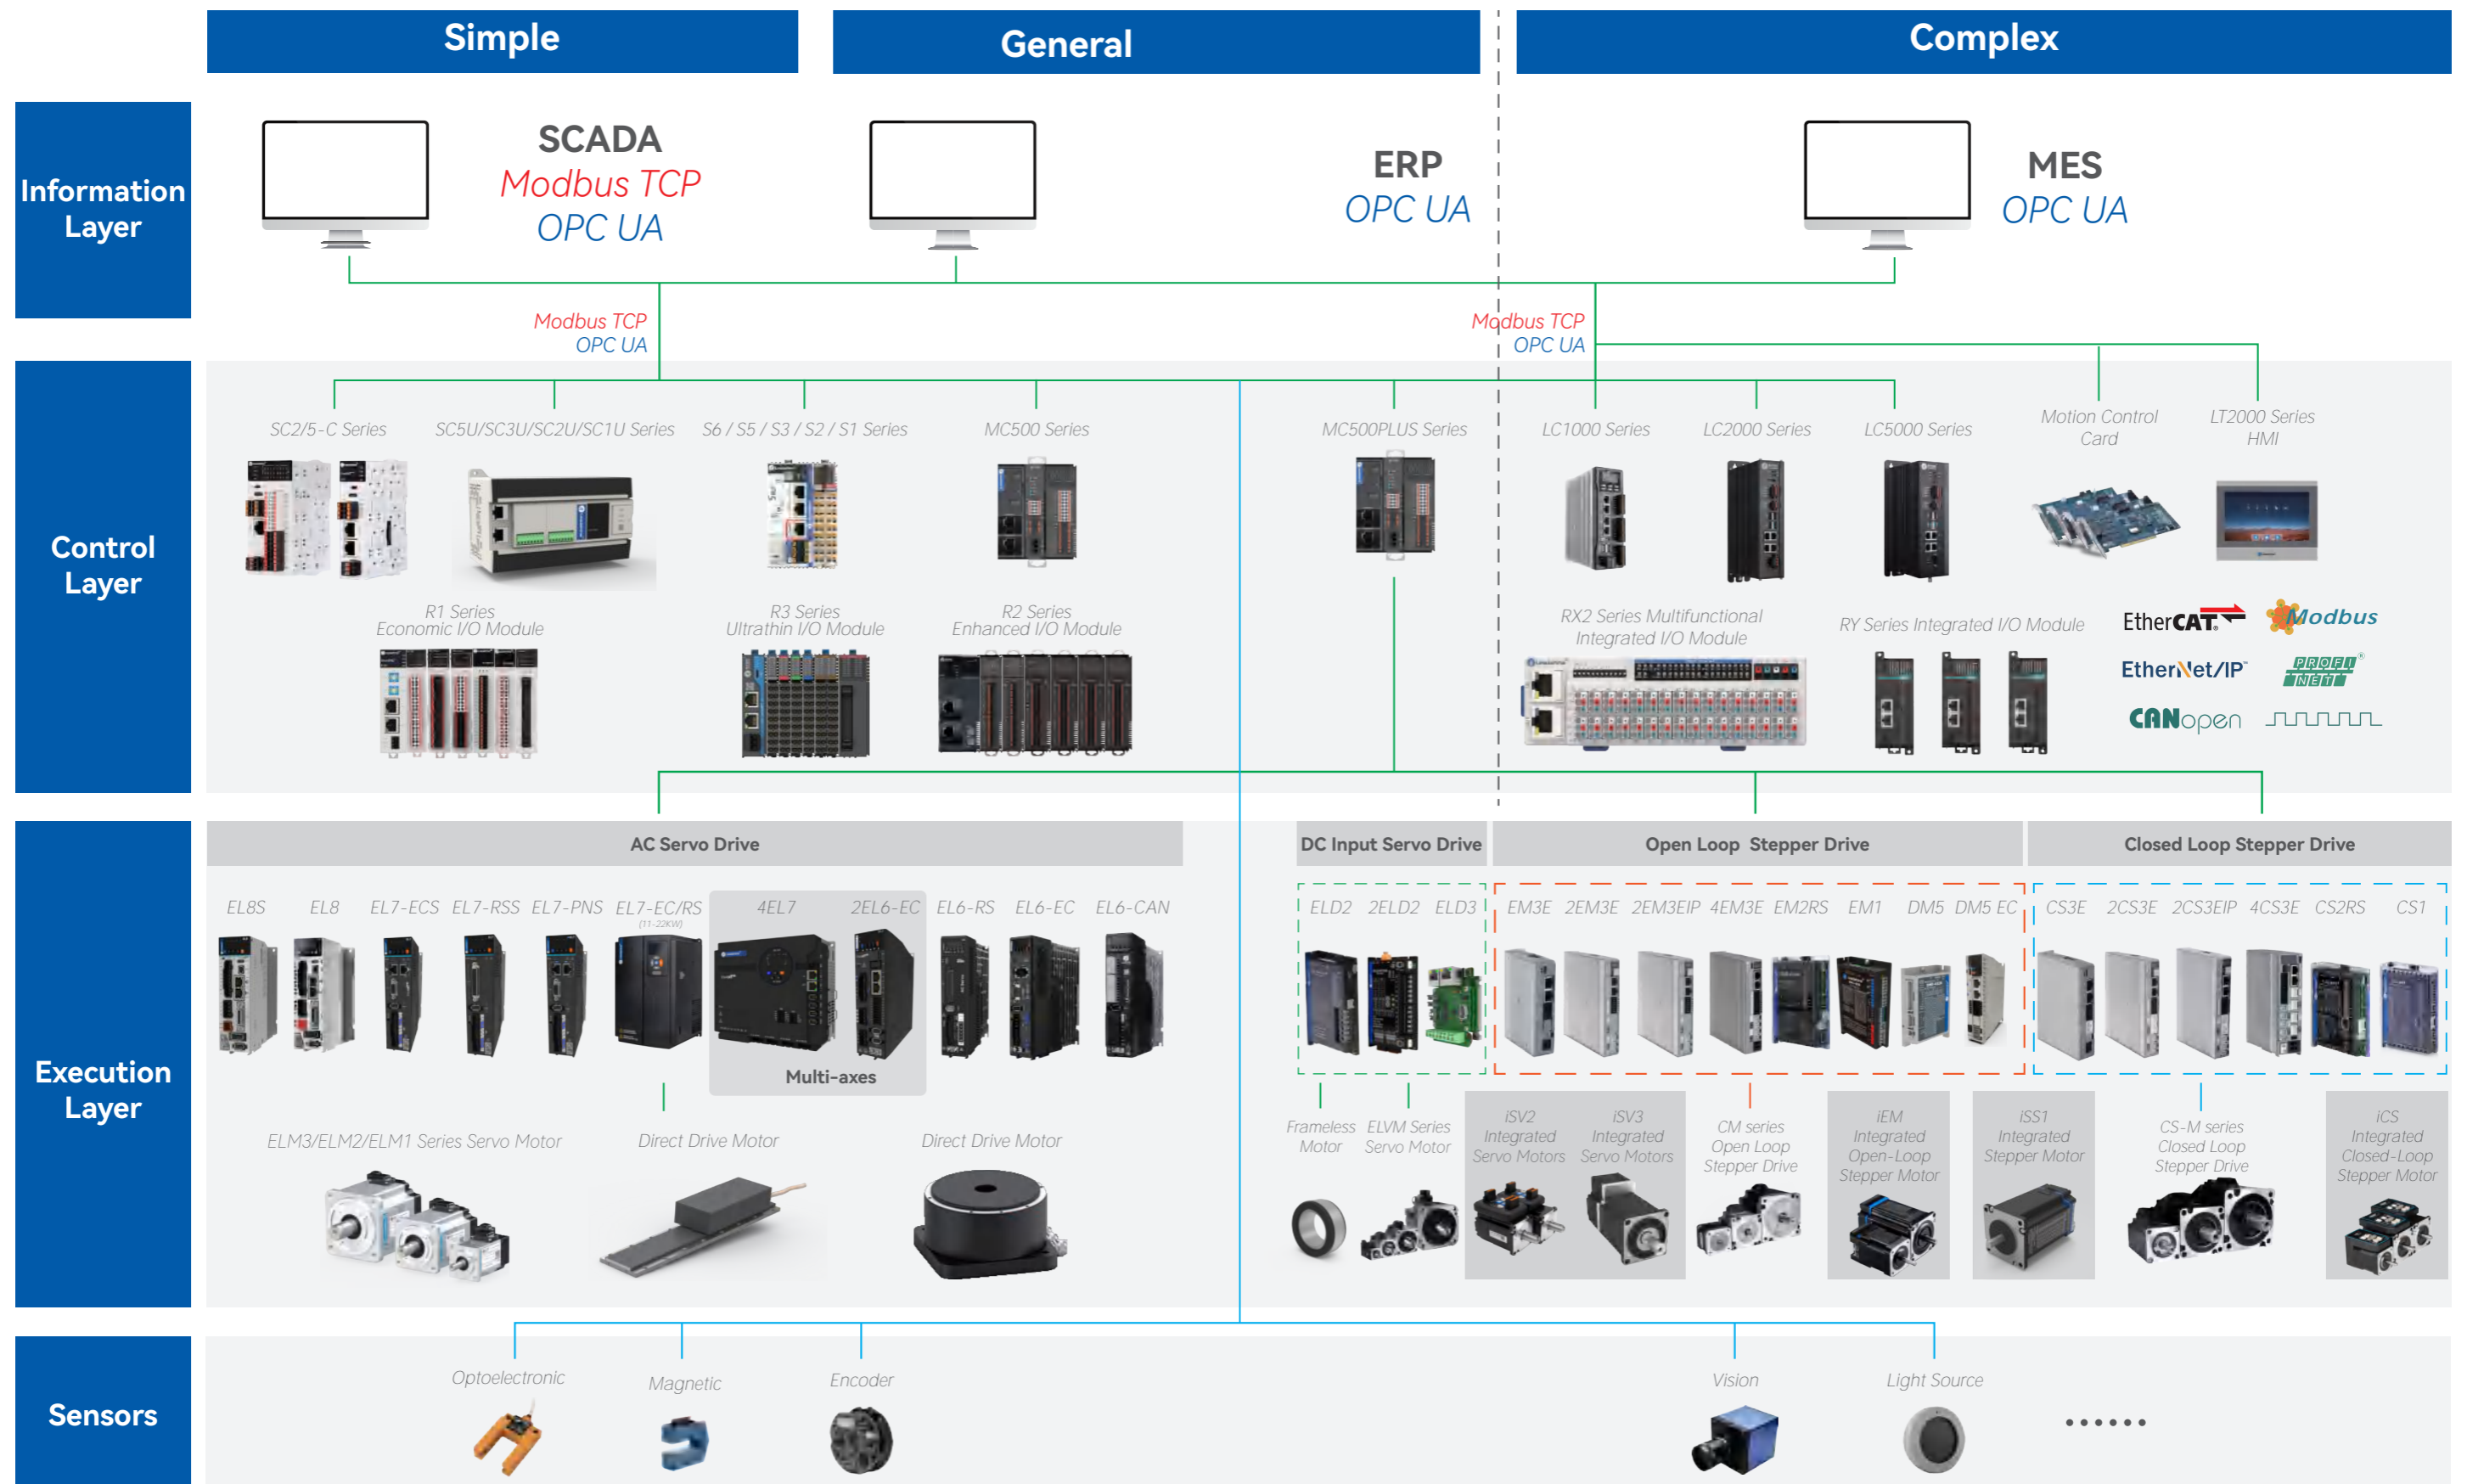 Simple
General
Complex
Information
Layer
SCADA
Modbus TCP
OPC UA
ERP
OPC UA
MES
OPC UA
Modbus TCP
OPC UA
Modbus TCP
OPC UA
Control
Layer
SC2/5-C Series
SC5U/SC3U/SC2U/SC1U Series
S6 / S5 / S3 / S2 / S1 Series
MC500 Series
MC500PLUS Series
LC1000 Series
LC2000 Series
LC5000 Series
Motion Control
Card
LT2000 Series
HMI
R1 Series
Economic I/O Module
R3 Series
Ultrathin I/O Module
R2 Series
Enhanced I/O Module
RX2 Series Multifunctional
Integrated I/O Module
RY Series Integrated I/O Module
EtherCAT®
Modbus
EtherNet/IP™
PROFI®
NET
CANopen
Execution
Layer
AC Servo Drive
DC Input Servo Drive
Open Loop Stepper Drive
Closed Loop Stepper Drive
EL8S
EL8
EL7-ECS
EL7-RSS
EL7-PNS
EL7-EC/RS
(11-22KW)
4EL7
2EL6-EC
EL6-RS
EL6-EC
EL6-CAN
ELD2
2ELD2
ELD3
EM3E
2EM3E
2EM3EIP
4EM3E
EM2RS
EM1
DM5
DM5 EC
CS3E
2CS3E
2CS3EIP
4CS3E
CS2RS
CS1
Multi-axes
ELM3/ELM2/ELM1 Series Servo Motor
Direct Drive Motor
Direct Drive Motor
Frameless
Motor
ELVM Series
Servo Motor
iSV2
Integrated
Servo Motors
iSV3
Integrated
Servo Motors
CM series
Open Loop
Stepper Drive
iEM
Integrated
Open-Loop
Stepper Motor
iSS1
Integrated
Stepper Motor
CS-M series
Closed Loop
Stepper Drive
iCS
Integrated
Closed-Loop
Stepper Motor
Sensors
Optoelectronic
Magnetic
Encoder
Vision
Light Source
......